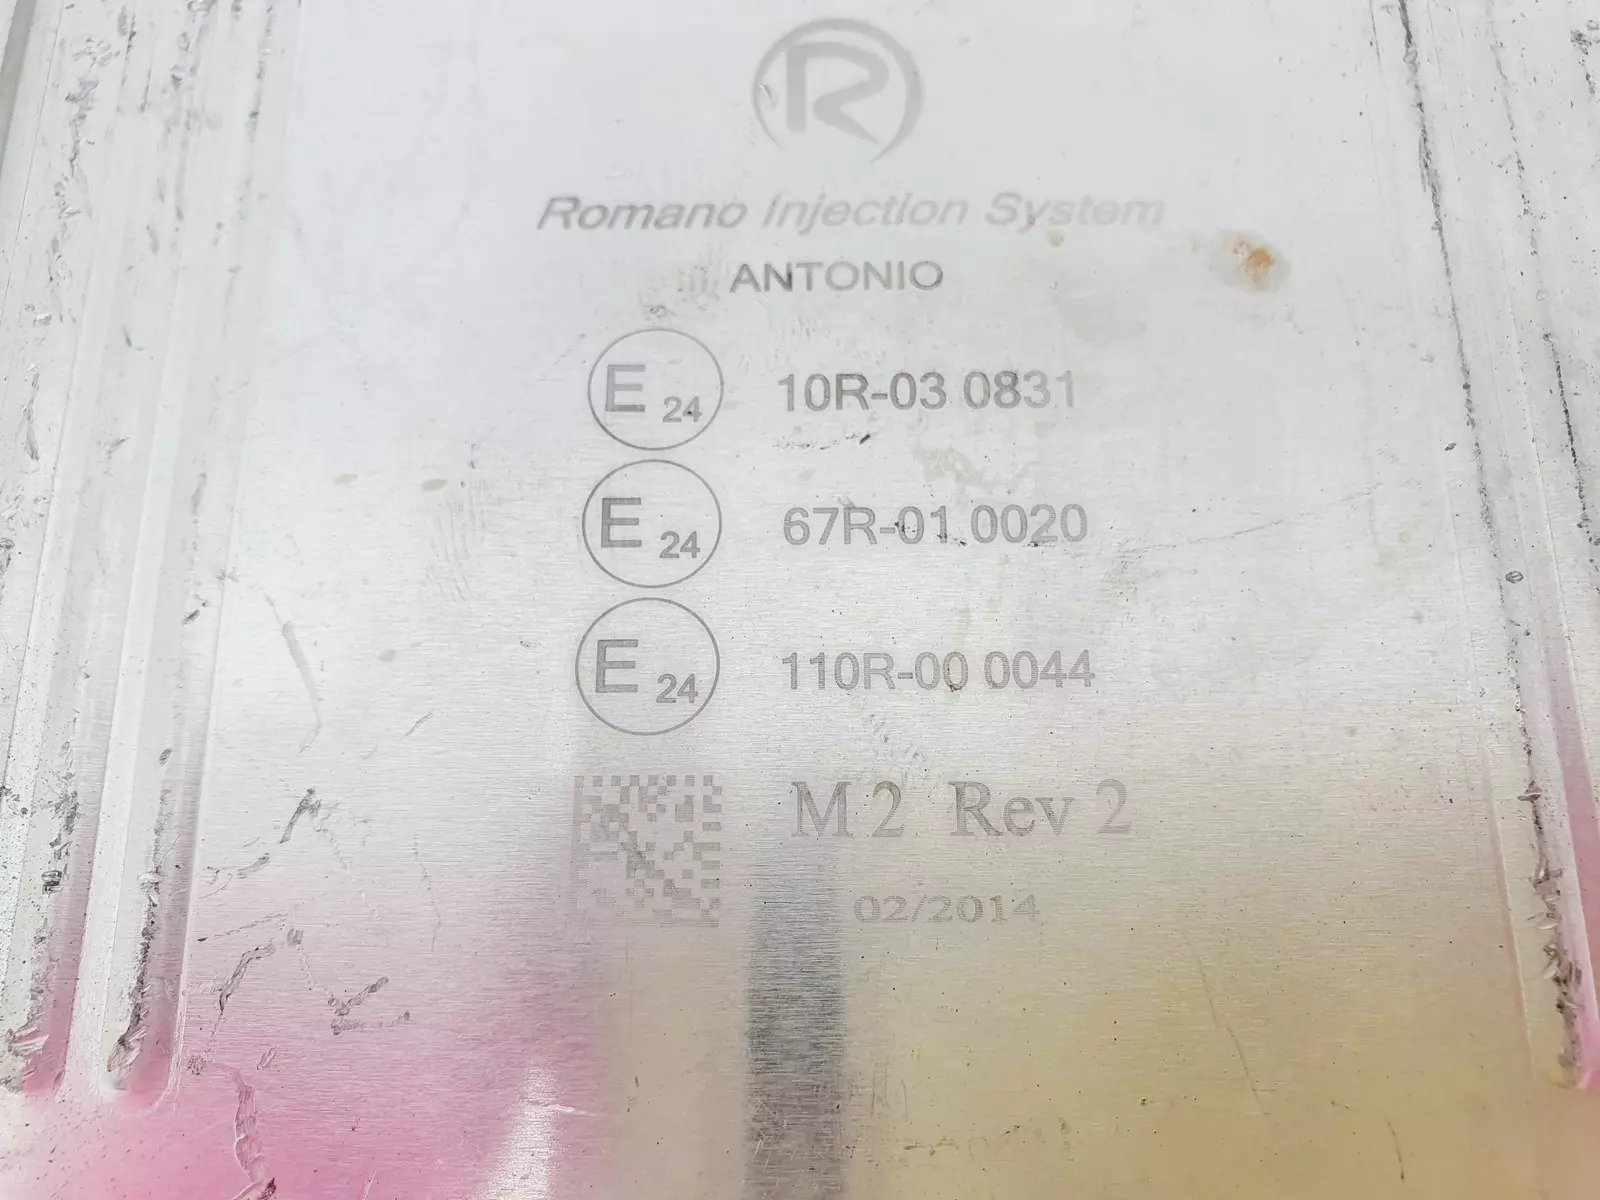 R
Romano Injection System
ANTONIO
E 24 10R-03 0831
E 24 67R-01 0020
E 24 110R-00 0044
M 2 Rev 2
02/2014